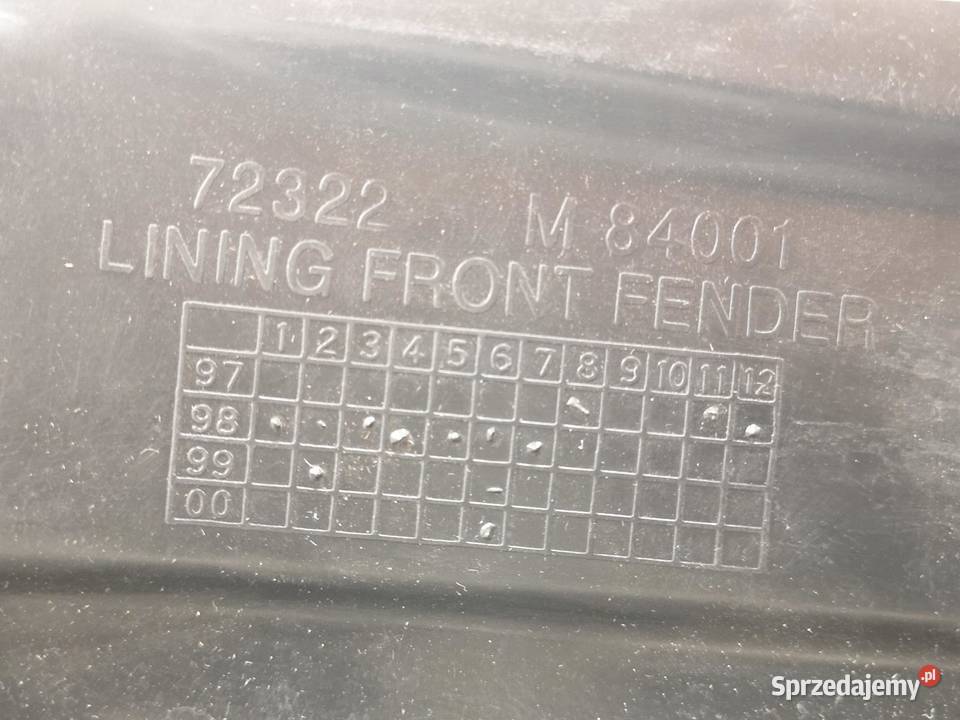 72322 M 84001
LINING FRONT FENDER
1 2 3 4 5 6 7 8 9 10 11 12
97
98
99
00
Sprzedajemy.pl